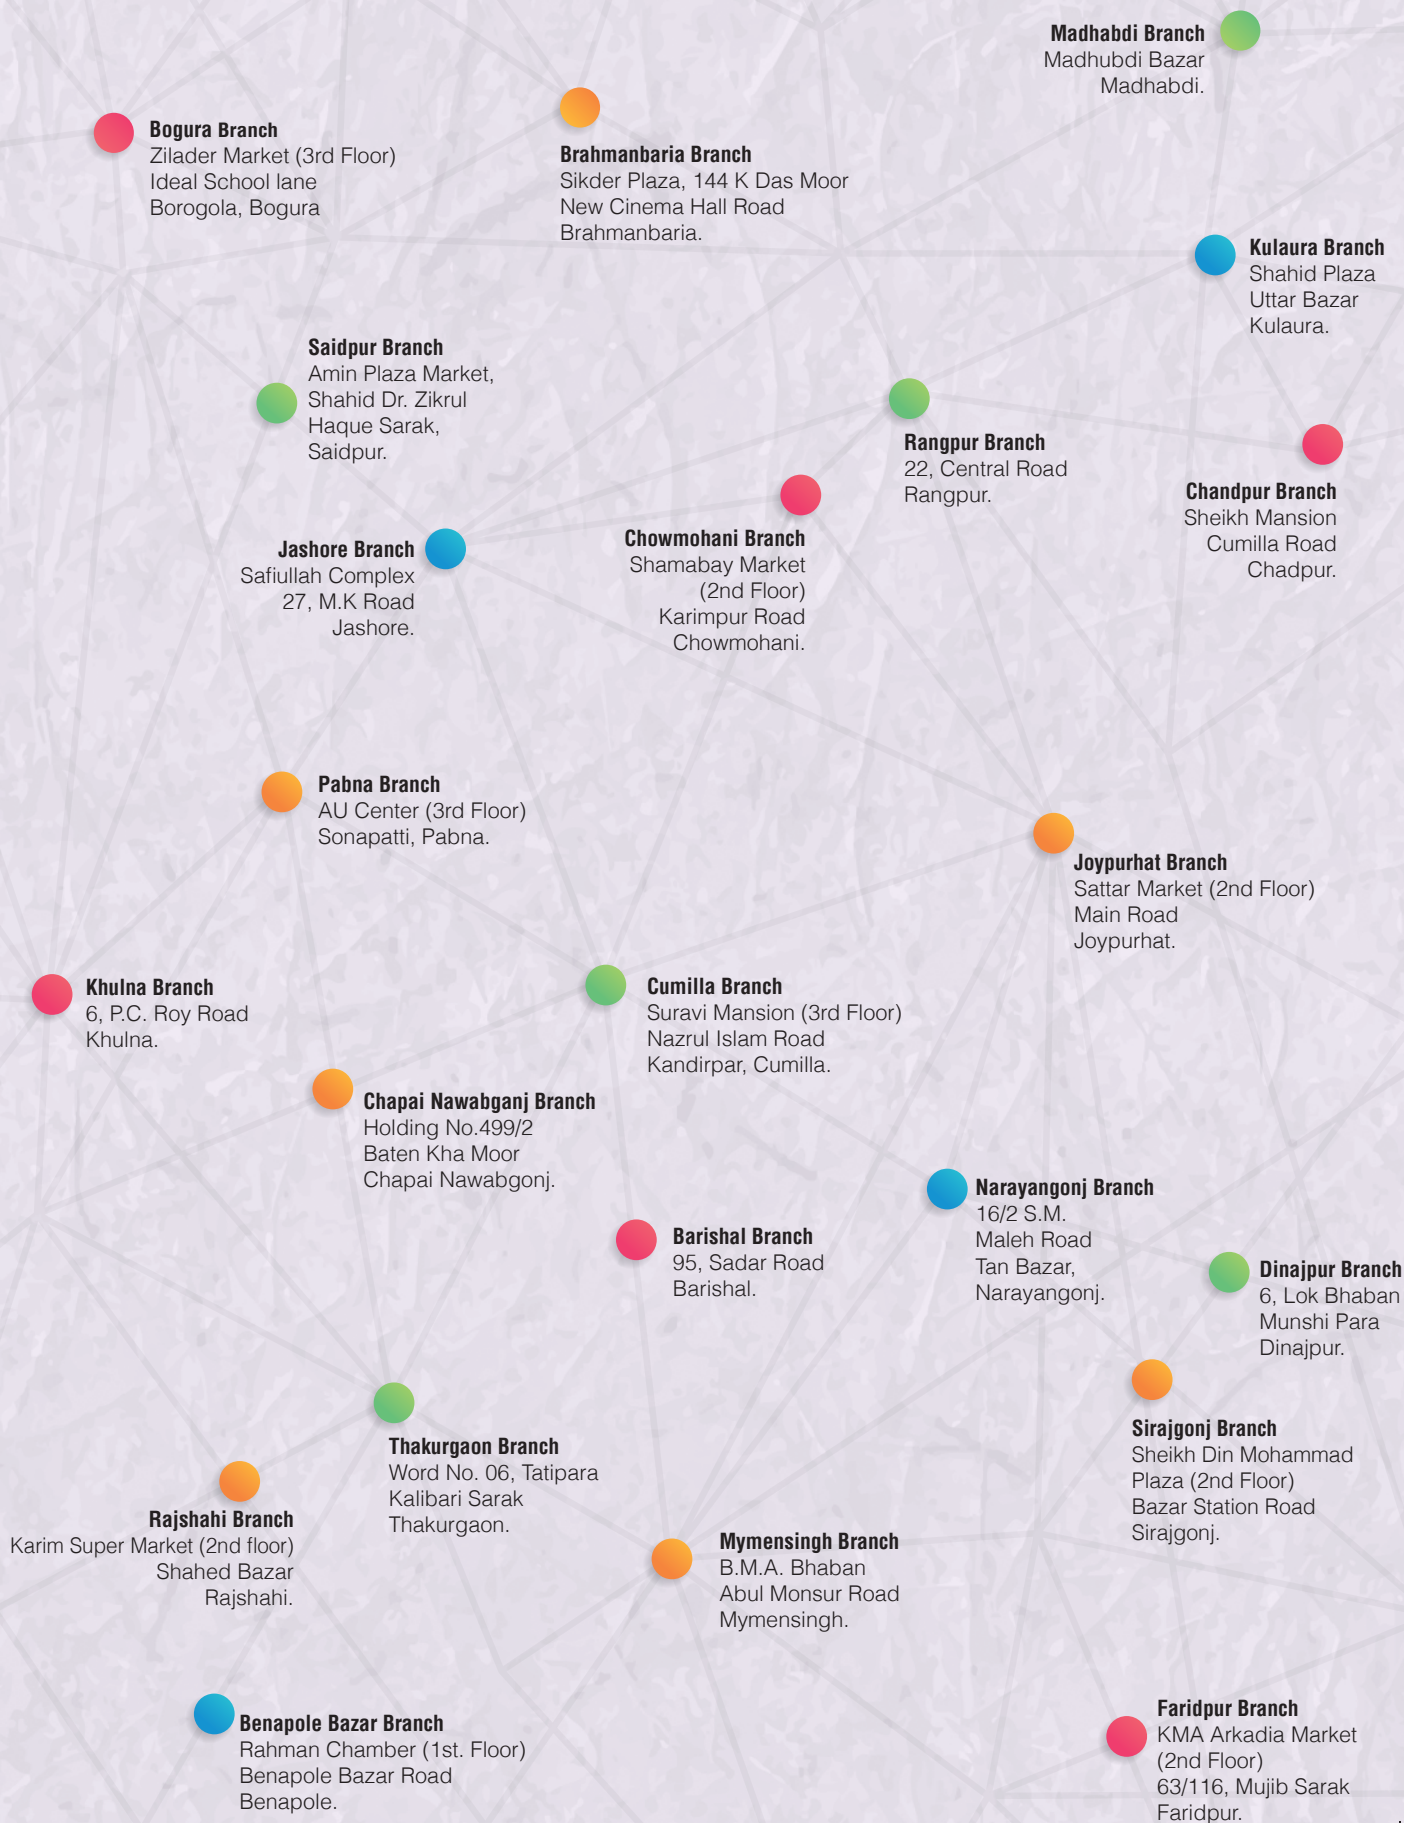 Madhabdi Branch
Madhubdi Bazar
Madhabdi.
Bogura Branch
Zilader Market (3rd Floor)
Ideal School lane
Borogola, Bogura
Brahmanbaria Branch
Sikder Plaza, 144 K Das Moor
New Cinema Hall Road
Brahmanbaria.
Kulaura Branch
Shahid Plaza
Uttar Bazar
Kulaura.
Saidpur Branch
Amin Plaza Market,
Shahid Dr. Zikrul
Haque Sarak,
Saidpur.
Rangpur Branch
22, Central Road
Rangpur.
Chandpur Branch
Sheikh Mansion
Cumilla Road
Chadpur.
Jashore Branch
Safiullah Complex
27, M.K Road
Jashore.
Chowmohani Branch
Shamabay Market
(2nd Floor)
Karimpur Road
Chowmohani.
Pabna Branch
AU Center (3rd Floor)
Sonapatti, Pabna.
Joypurhat Branch
Sattar Market (2nd Floor)
Main Road
Joypurhat.
Khulna Branch
6, P.C. Roy Road
Khulna.
Cumilla Branch
Suravi Mansion (3rd Floor)
Nazrul Islam Road
Kandirpar, Cumilla.
Chapai Nawabganj Branch
Holding No.499/2
Baten Kha Moor
Chapai Nawabgonj.
Narayangonj Branch
16/2 S.M.
Maleh Road
Tan Bazar,
Narayangonj.
Barishal Branch
95, Sadar Road
Barishal.
Dinajpur Branch
6, Lok Bhaban
Munshi Para
Dinajpur.
Thakurgaon Branch
Word No. 06, Tatipara
Kalibari Sarak
Thakurgaon.
Sirajgonj Branch
Sheikh Din Mohammad
Plaza (2nd Floor)
Bazar Station Road
Sirajgonj.
Rajshahi Branch
Karim Super Market (2nd floor)
Shahed Bazar
Rajshahi.
Mymensingh Branch
B.M.A. Bhaban
Abul Monsur Road
Mymensingh.
Benapole Bazar Branch
Rahman Chamber (1st. Floor)
Benapole Bazar Road
Benapole.
Faridpur Branch
KMA Arkadia Market
(2nd Floor)
63/116, Mujib Sarak
Faridpur.